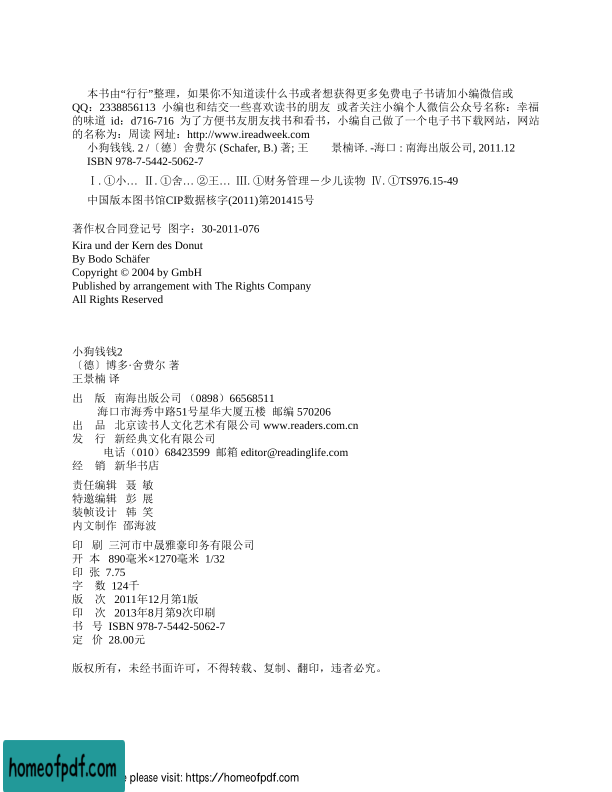 本书由“行行”整理，如果你不知道读什么书或者想获得更多免费电子书请加小编微信或
QQ：2338856113 小编也和结交一些喜欢读书的朋友 或者关注小编个人微信公众号名称：幸福
的味道 id：d716-716 为了方便书友朋友找书和看书，小编自己做了一个电子书下载网站，网站
的名称为：周读 网址：http://www.ireadweek.com
小狗钱钱. 2 /〔德〕舍费尔 (Schafer, B.) 著; 王 景楠译. -海口 : 南海出版公司, 2011.12
ISBN 978-7-5442-5062-7
Ⅰ. ①小… Ⅱ. ①舍… ②王… Ⅲ. ①财务管理－少儿读物 Ⅳ. ①TS976.15-49
中国版本图书馆CIP数据核字(2011)第201415号
著作权合同登记号 图字：30-2011-076
Kira und der Kern des Donut
By Bodo Schäfer
Copyright © 2004 by GmbH
Published by arrangement with The Rights Company
All Rights Reserved
小狗钱钱2
〔德〕博多·舍费尔 著
王景楠 译
出 版 南海出版公司 （0898）66568511
海口市海秀中路51号星华大厦五楼 邮编 570206
出 品 北京读书人文化艺术有限公司 www.readers.com.cn
发 行 新经典文化有限公司
电话（010）68423599 邮箱 editor@readinglife.com
经 销 新华书店
责任编辑 聂 敏
特邀编辑 彭 展
装帧设计 韩 笑
内文制作 邵海波
印 刷 三河市中晟雅豪印务有限公司
开 本 890毫米×1270毫米 1/32
印 张 7.75
字 数 124千
版 次 2011年12月第1版
印 次 2013年8月第9次印刷
书 号 ISBN 978-7-5442-5062-7
定 价 28.00元
版权所有，未经书面许可，不得转载、复制、翻印，违者必究。
homeofpdf.com
please visit: https://homeofpdf.com